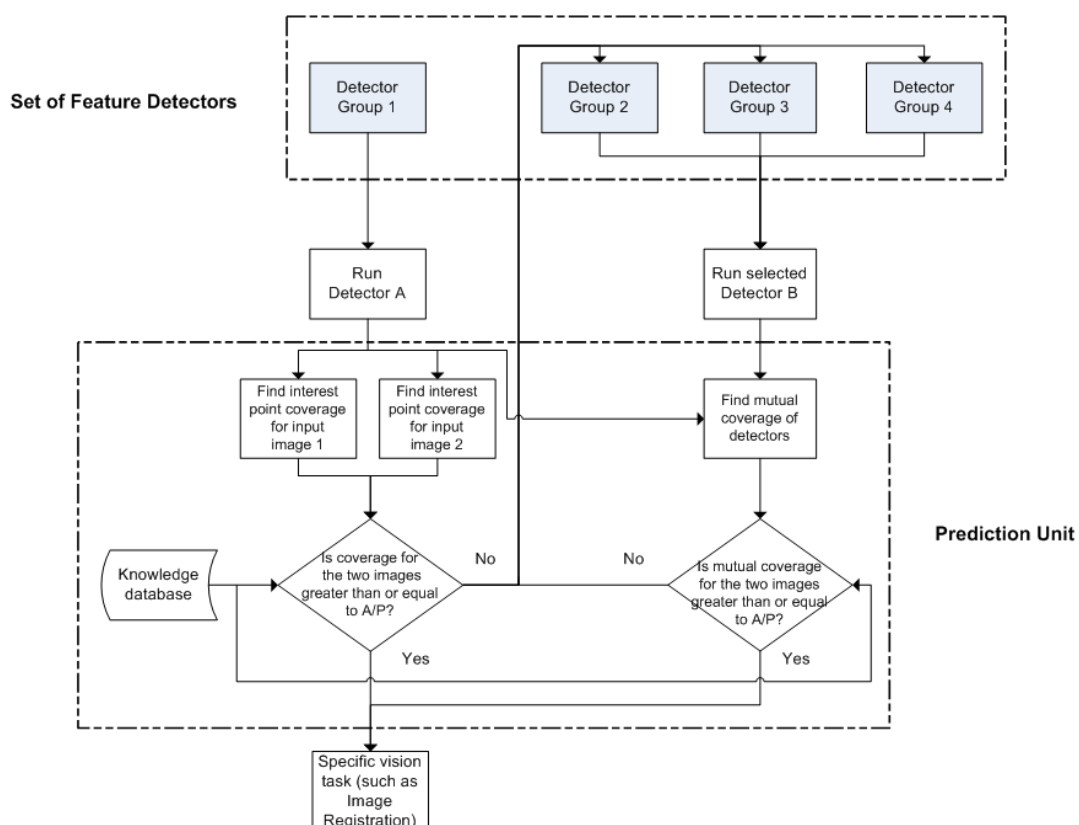 Set of Feature Detectors
Detector
Group 1
Detector
Group 2
Detector
Group 3
Detector
Group 4
Run
Detector A
Run selected
Detector B
Find interest
point coverage
for input
image 1
Find interest
point coverage
for input
image 2
Find mutual
coverage of
detectors
Prediction Unit
Knowledge
database
Is coverage for
the two images
greater than or equal
to A/P?
No
No
Is mutual coverage
for the two images
greater than or equal
to A/P?
Yes
Yes
Specific vision
task (such as
Image
Registration)